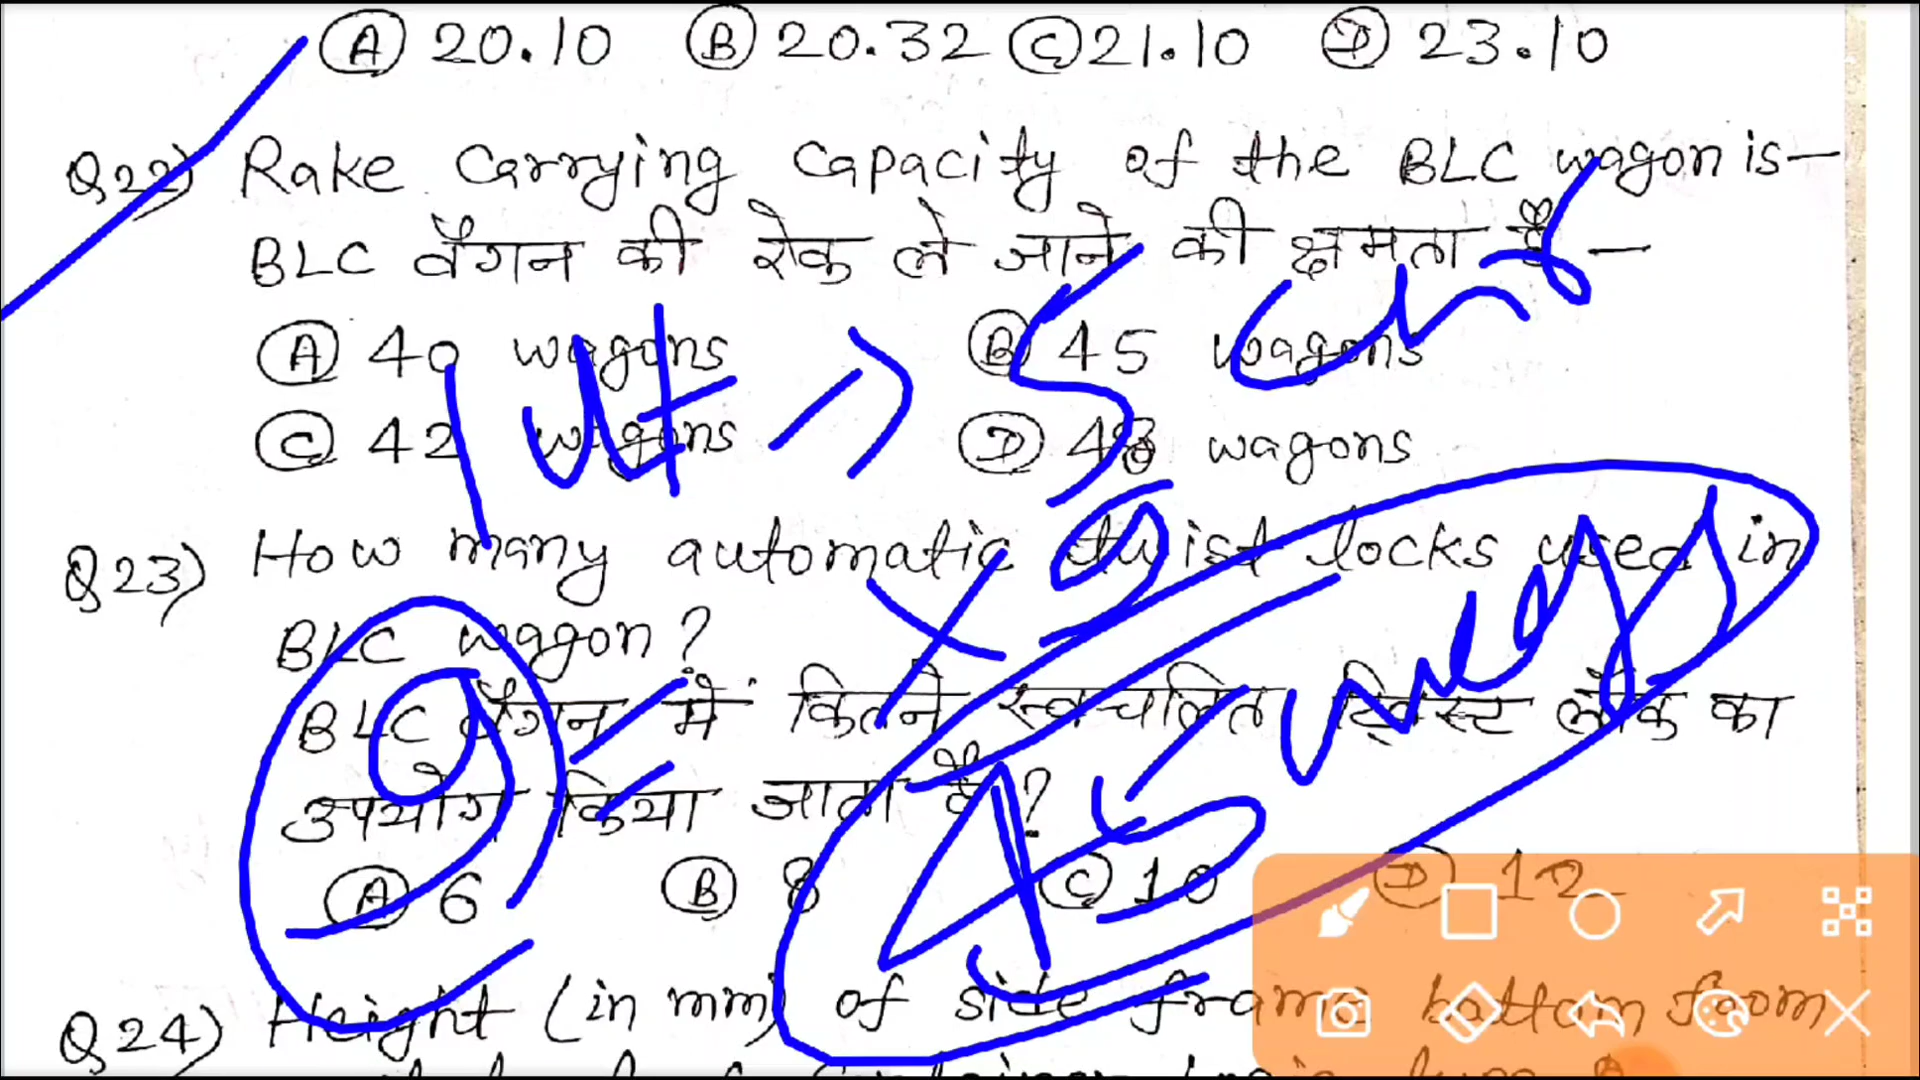 Ⓐ 20.10 Ⓑ 20.32 Ⓒ 21.10 Ⓓ 23.10
Q22) Rake Carrying Capacity of the BLC wagon is—
BLC वैगन की रेक ले जाने की क्षमता है —
Ⓐ 40 wagons Ⓑ 45 wagons
Ⓒ 42 wagons Ⓓ 43 wagons
1 Unit → 5
Q23) How many automatic twist locks used in
BLC wagon?
BLC वैगन में कितने स्वचालित ट्विस्ट लॉक का
उपयोग किया जाता है ?
Ⓐ 6 Ⓑ 8 Ⓒ 10 Ⓓ 12
45 wags
Q24) Height (in mm) of side frame bottom from